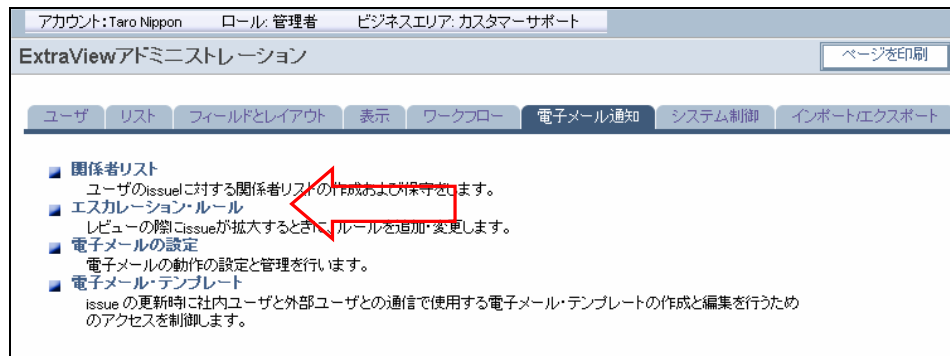 アカウント:Taro Nippon ロール: 管理者 ビジネスエリア: カスタマーサポート
ExtraViewアドミニストレーション ページを印刷
ユーザ リスト フィールドとレイアウト 表示 ワークフロー 電子メール通知 システム制御 インポート/エクスポート
関係者リスト
ユーザのissueに対する関係者リストの作成および保守をします。
エスカレーション・ルール
レビューの際にissueが拡大するときに、ルールを追加・変更します。
電子メールの設定
電子メールの動作の設定と管理を行います。
電子メール・テンプレート
issue の更新時に社内ユーザと外部ユーザとの通信で使用する電子メール・テンプレートの作成と編集を行うため
のアクセスを制御します。